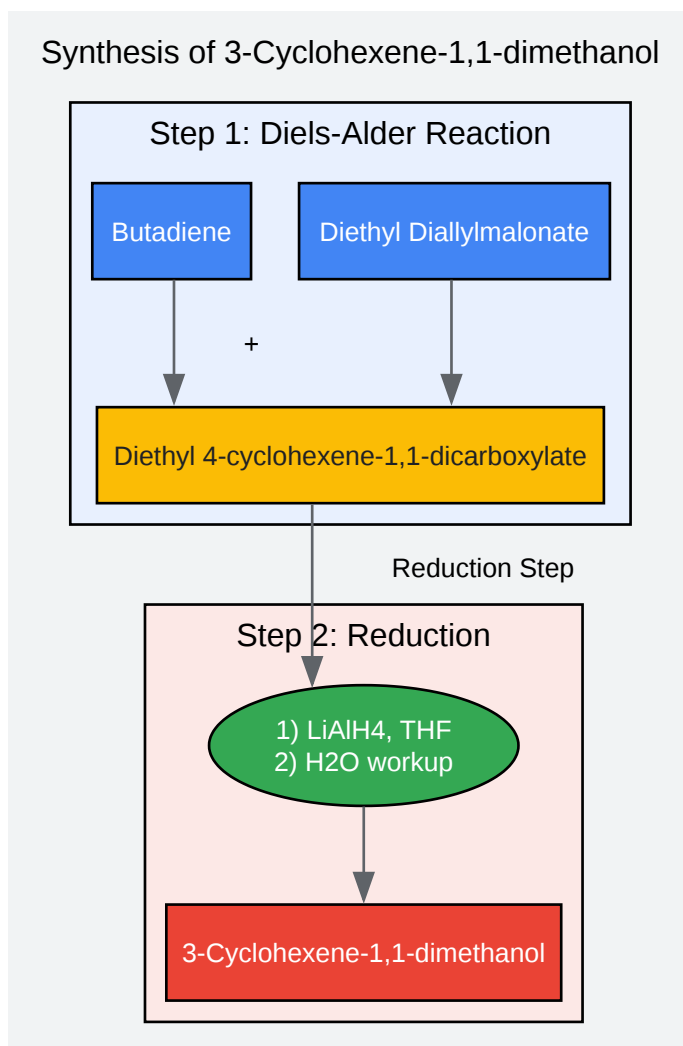 Synthesis of 3-Cyclohexene-1,1-dimethanol
Step 1: Diels-Alder Reaction
Butadiene
Diethyl Diallylmalonate
+
Diethyl 4-cyclohexene-1,1-dicarboxylate
Reduction Step
Step 2: Reduction
1) LiAlH4, THF
2) H2O workup
3-Cyclohexene-1,1-dimethanol